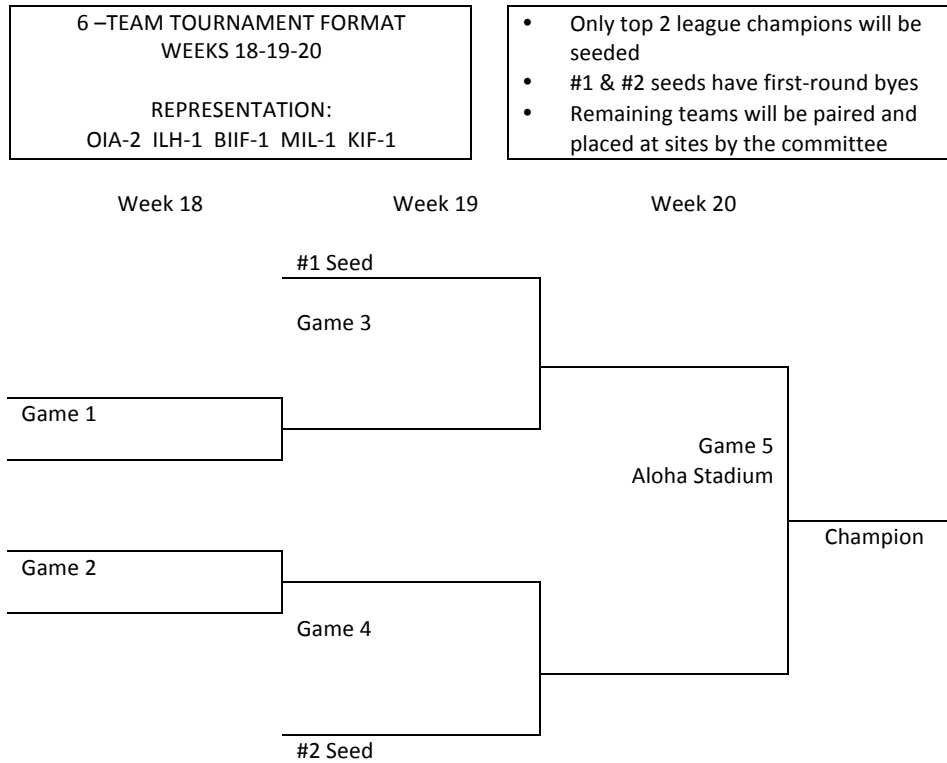 6 –TEAM TOURNAMENT FORMAT
WEEKS 18-19-20
REPRESENTATION:
OIA-2 ILH-1 BIIF-1 MIL-1 KIF-1
• Only top 2 league champions will be
seeded
• #1 & #2 seeds have first-round byes
• Remaining teams will be paired and
placed at sites by the committee
Week 18 Week 19 Week 20
#1 Seed
Game 3
Game 1
Game 5
Aloha Stadium
Champion
Game 2
Game 4
#2 Seed